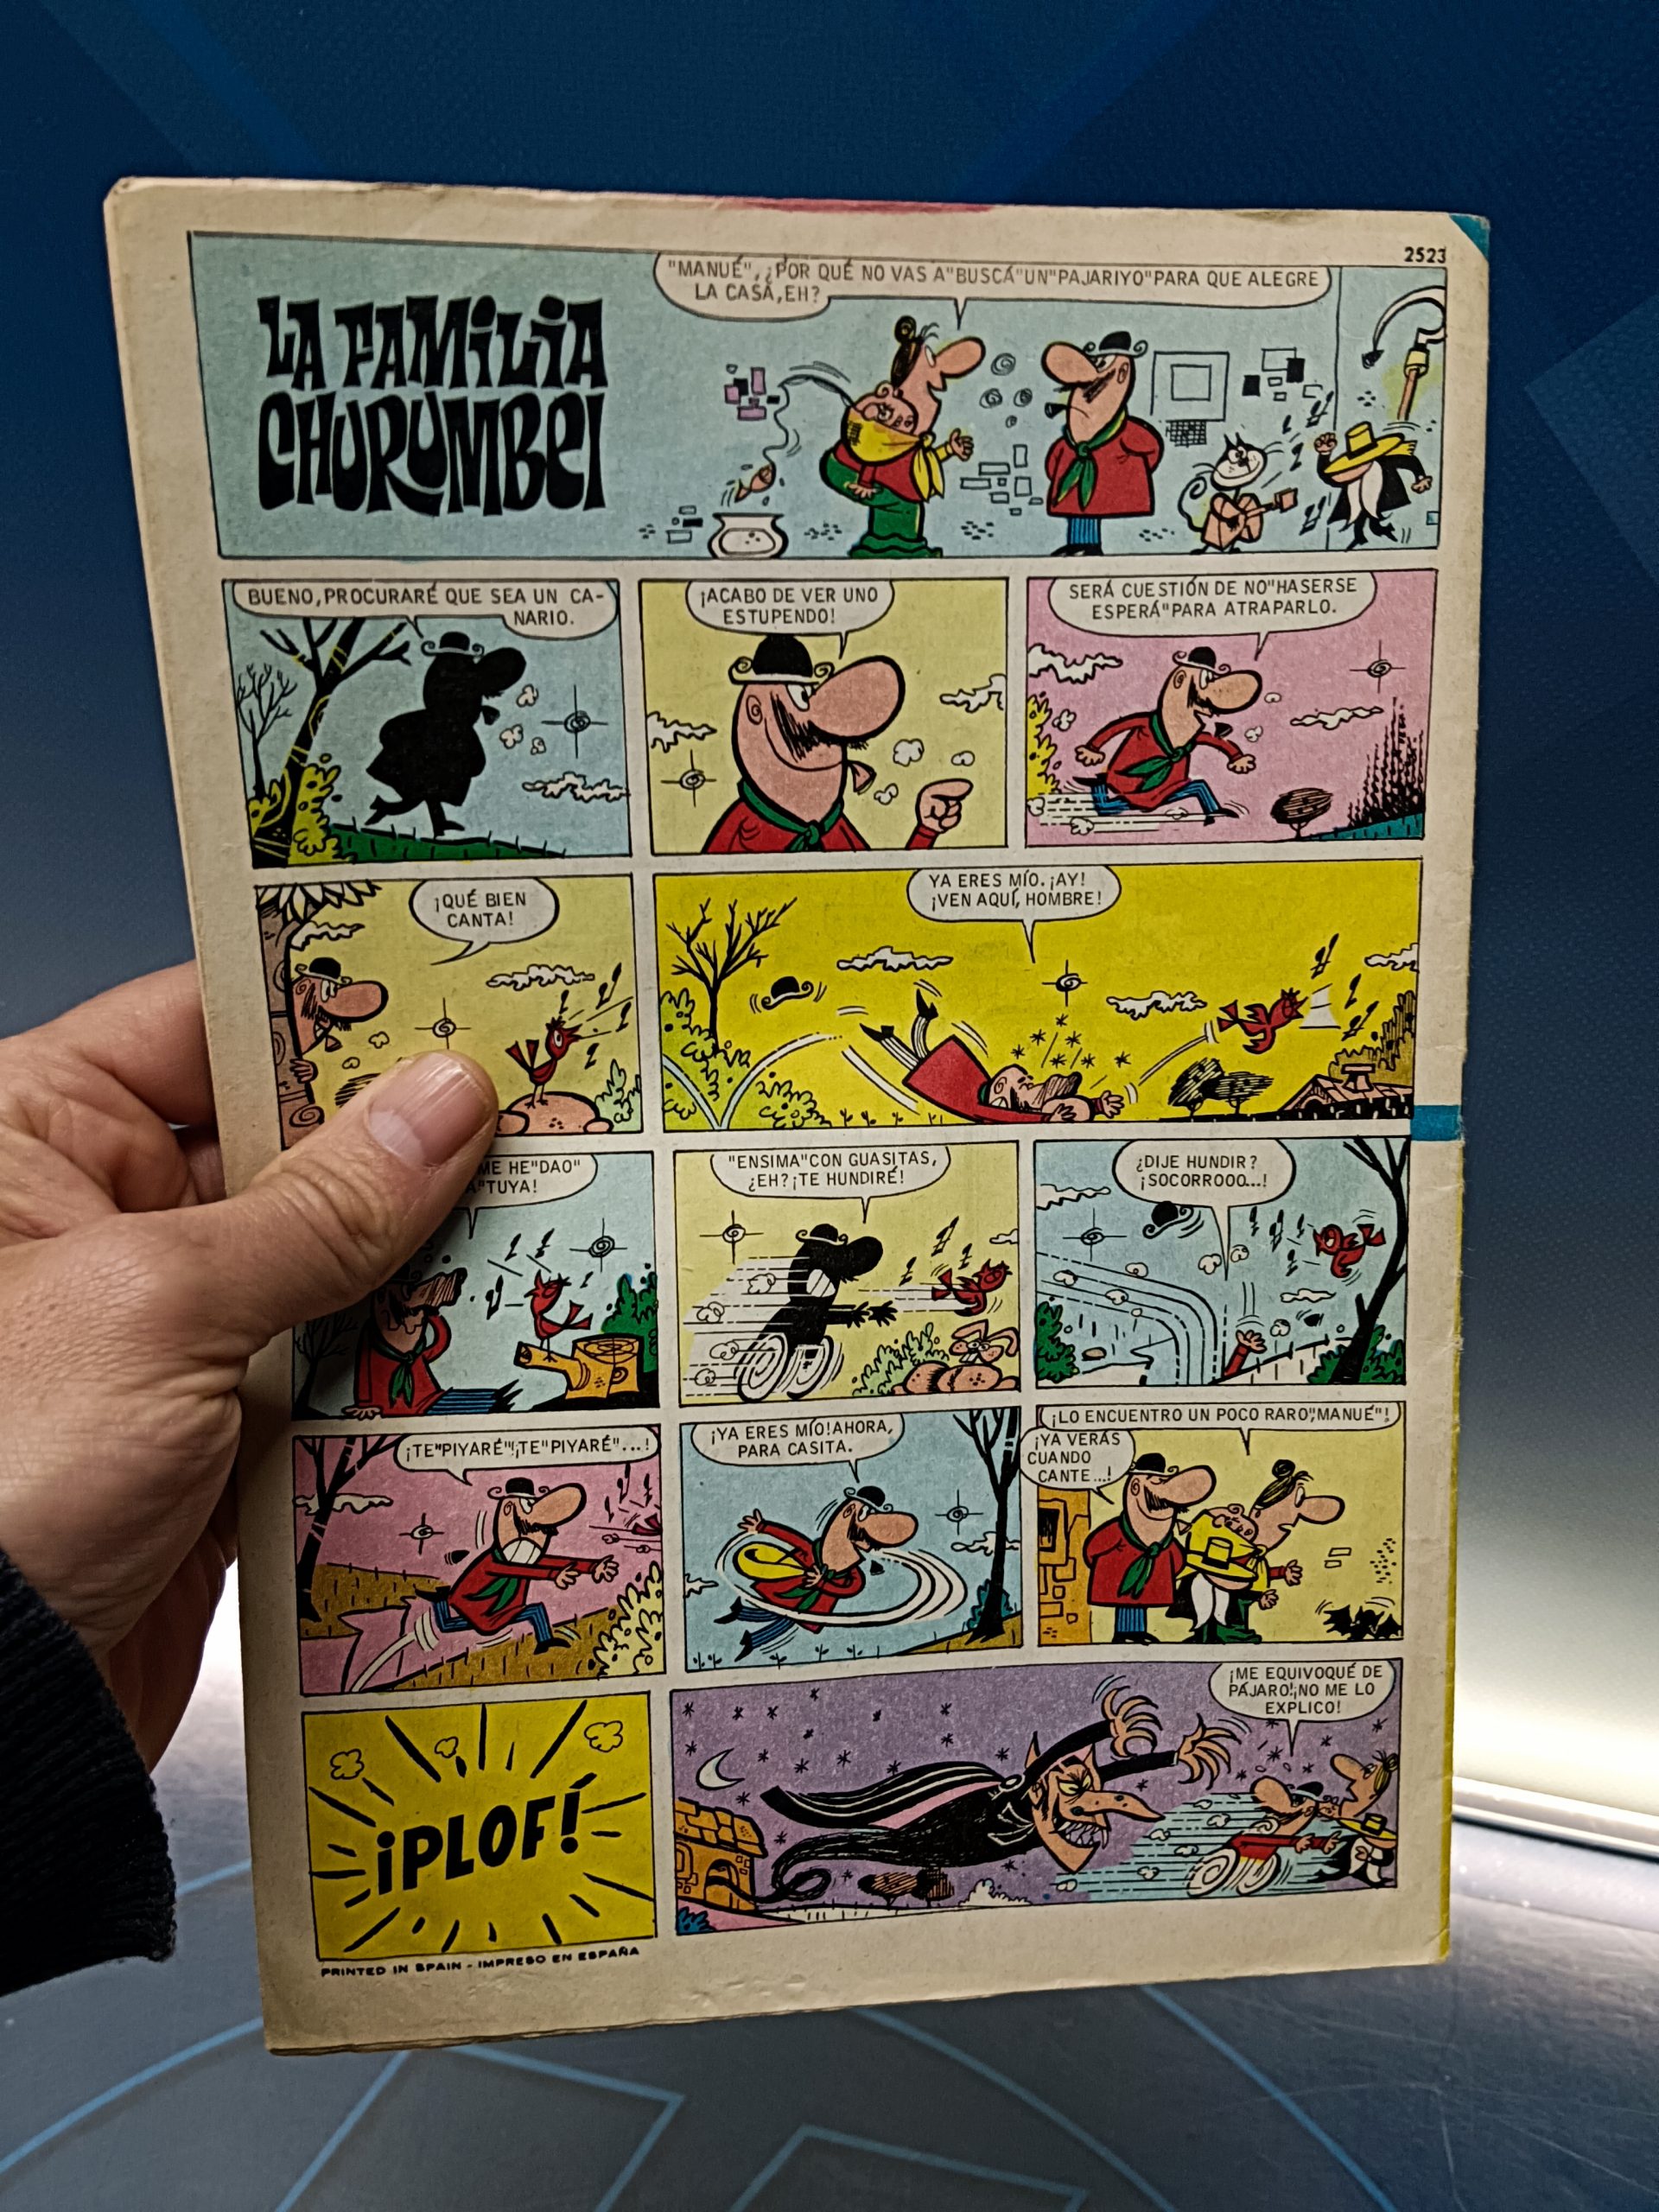 2523
LA FAMILIA
CHURUMBEL
"MANUÉ", ¿POR QUÉ NO VAS A "BUSCÁ" UN "PAJARIYO" PARA QUE ALEGRE
LA CASA, EH?
BUENO, PROCURARÉ QUE SEA UN CA-
NARIO.
¡ACABO DE VER UNO
ESTUPENDO!
SERÁ CUESTIÓN DE NO "HASERSE
ESPERÁ" PARA ATRAPARLO.
¡QUÉ BIEN
CANTA!
YA ERES MÍO. ¡AY!
¡VEN AQUÍ, HOMBRE!
ME HE "DAO"
"TUYA!
"ENSIMA" CON GUASITAS,
¿EH? ¡TE HUNDIRÉ!
¿DIJE HUNDIR?
¡SOCORROOO...!
¡TE "PIYARÉ"! ¡TE "PIYARÉ"...!
¡YA ERES MÍO! AHORA,
PARA CASITA.
¡LO ENCUENTRO UN POCO RARO, "MANUÉ"!
¡YA VERÁS
CUANDO
CANTE...!
¡PLOF!
¡ME EQUIVOQUÉ DE
PÁJARO! ¡NO ME LO
EXPLICO!
PRINTED IN SPAIN - IMPRESO EN ESPAÑA